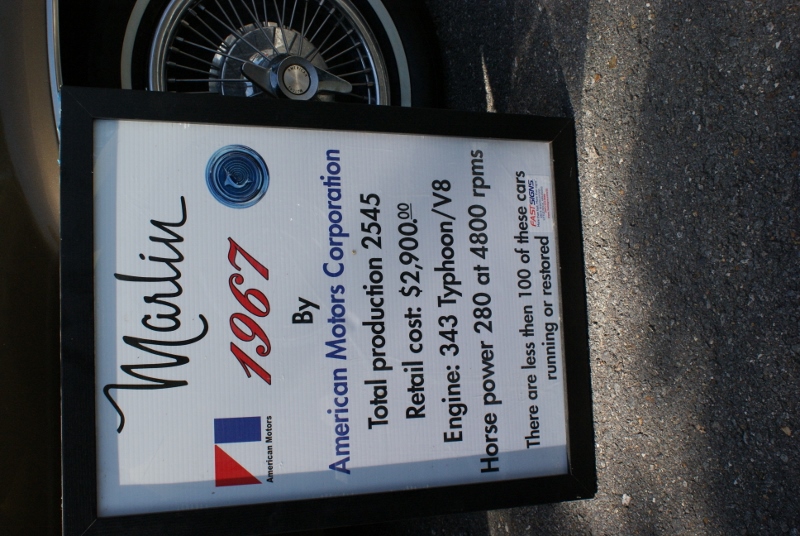 Marlin
1967
American Motors
By
American Motors Corporation
Total production 2545
Retail cost: $2,900.00
Engine: 343 Typhoon/V8
Horse power 280 at 4800 rpms
There are less then 100 of these cars
running or restored
FASTSIGNS